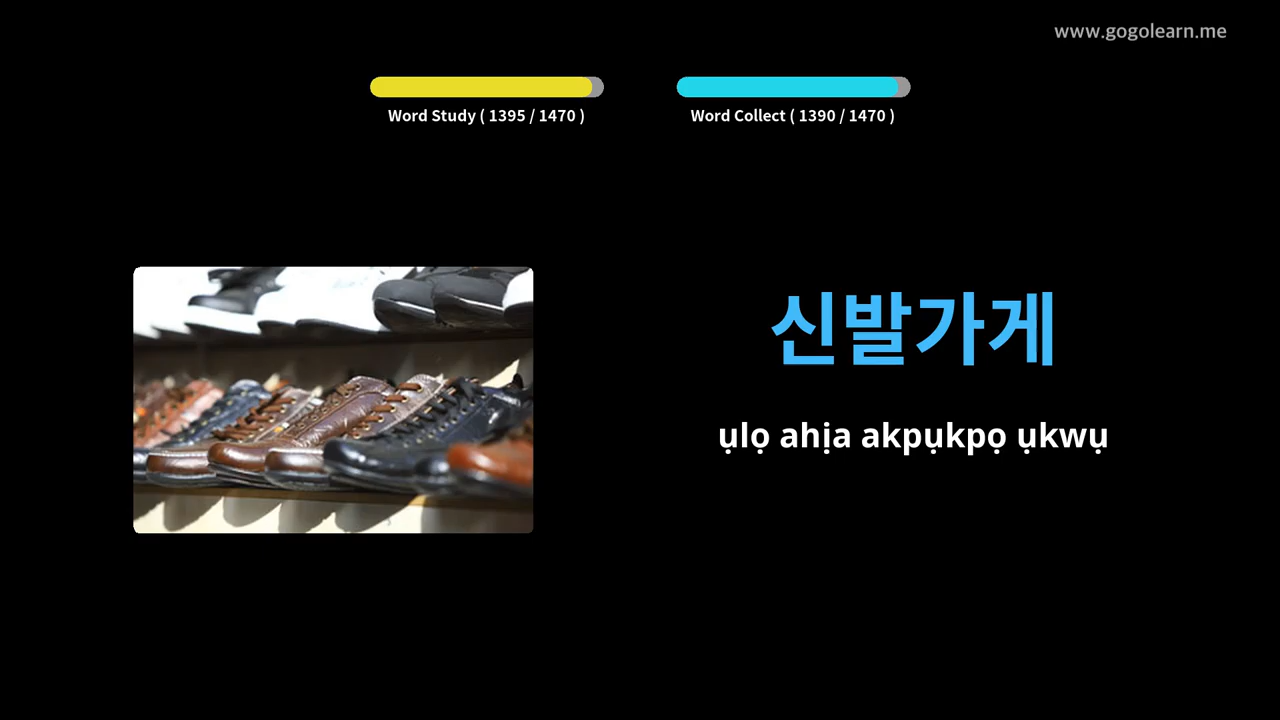 www.gogolearn.me
Word Study ( 1395 / 1470 )
Word Collect ( 1390 / 1470 )
신발가게
ụlọ ahịa akpụkpọ ụkwụ